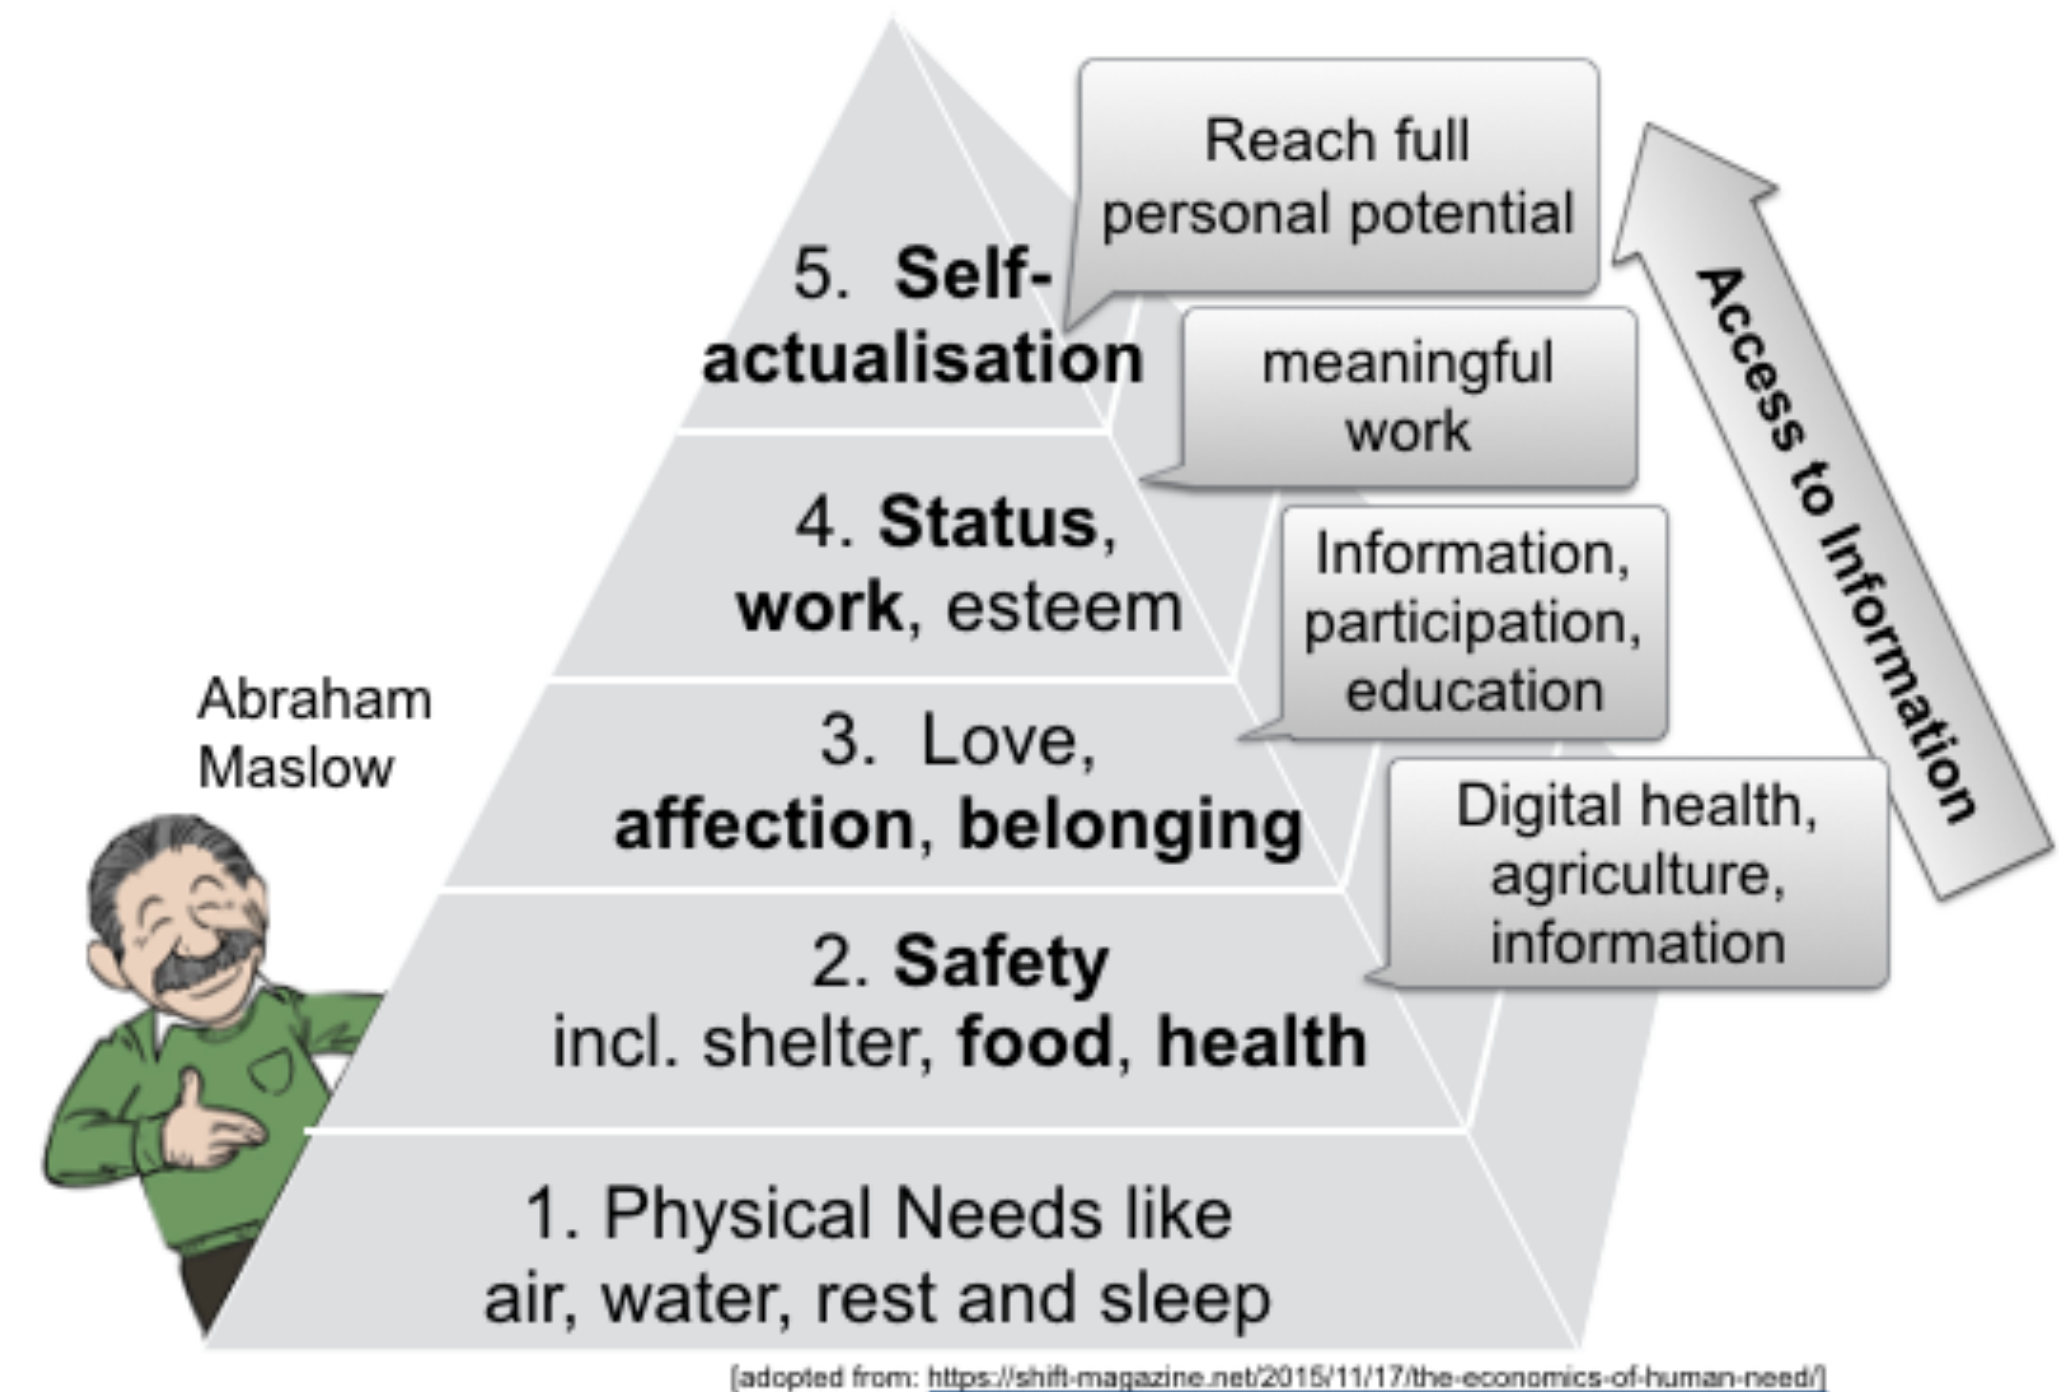 Reach full
personal potential
5. Self-
actualisation
meaningful
work
4. Status,
work, esteem
Information,
participation,
education
Access to Information
Abraham
Maslow
3. Love,
affection, belonging
Digital health,
agriculture,
information
2. Safety
incl. shelter, food, health
1. Physical Needs like
air, water, rest and sleep
[adopted from: https://shift-magazine.net/2015/11/17/the-economics-of-human-need/]